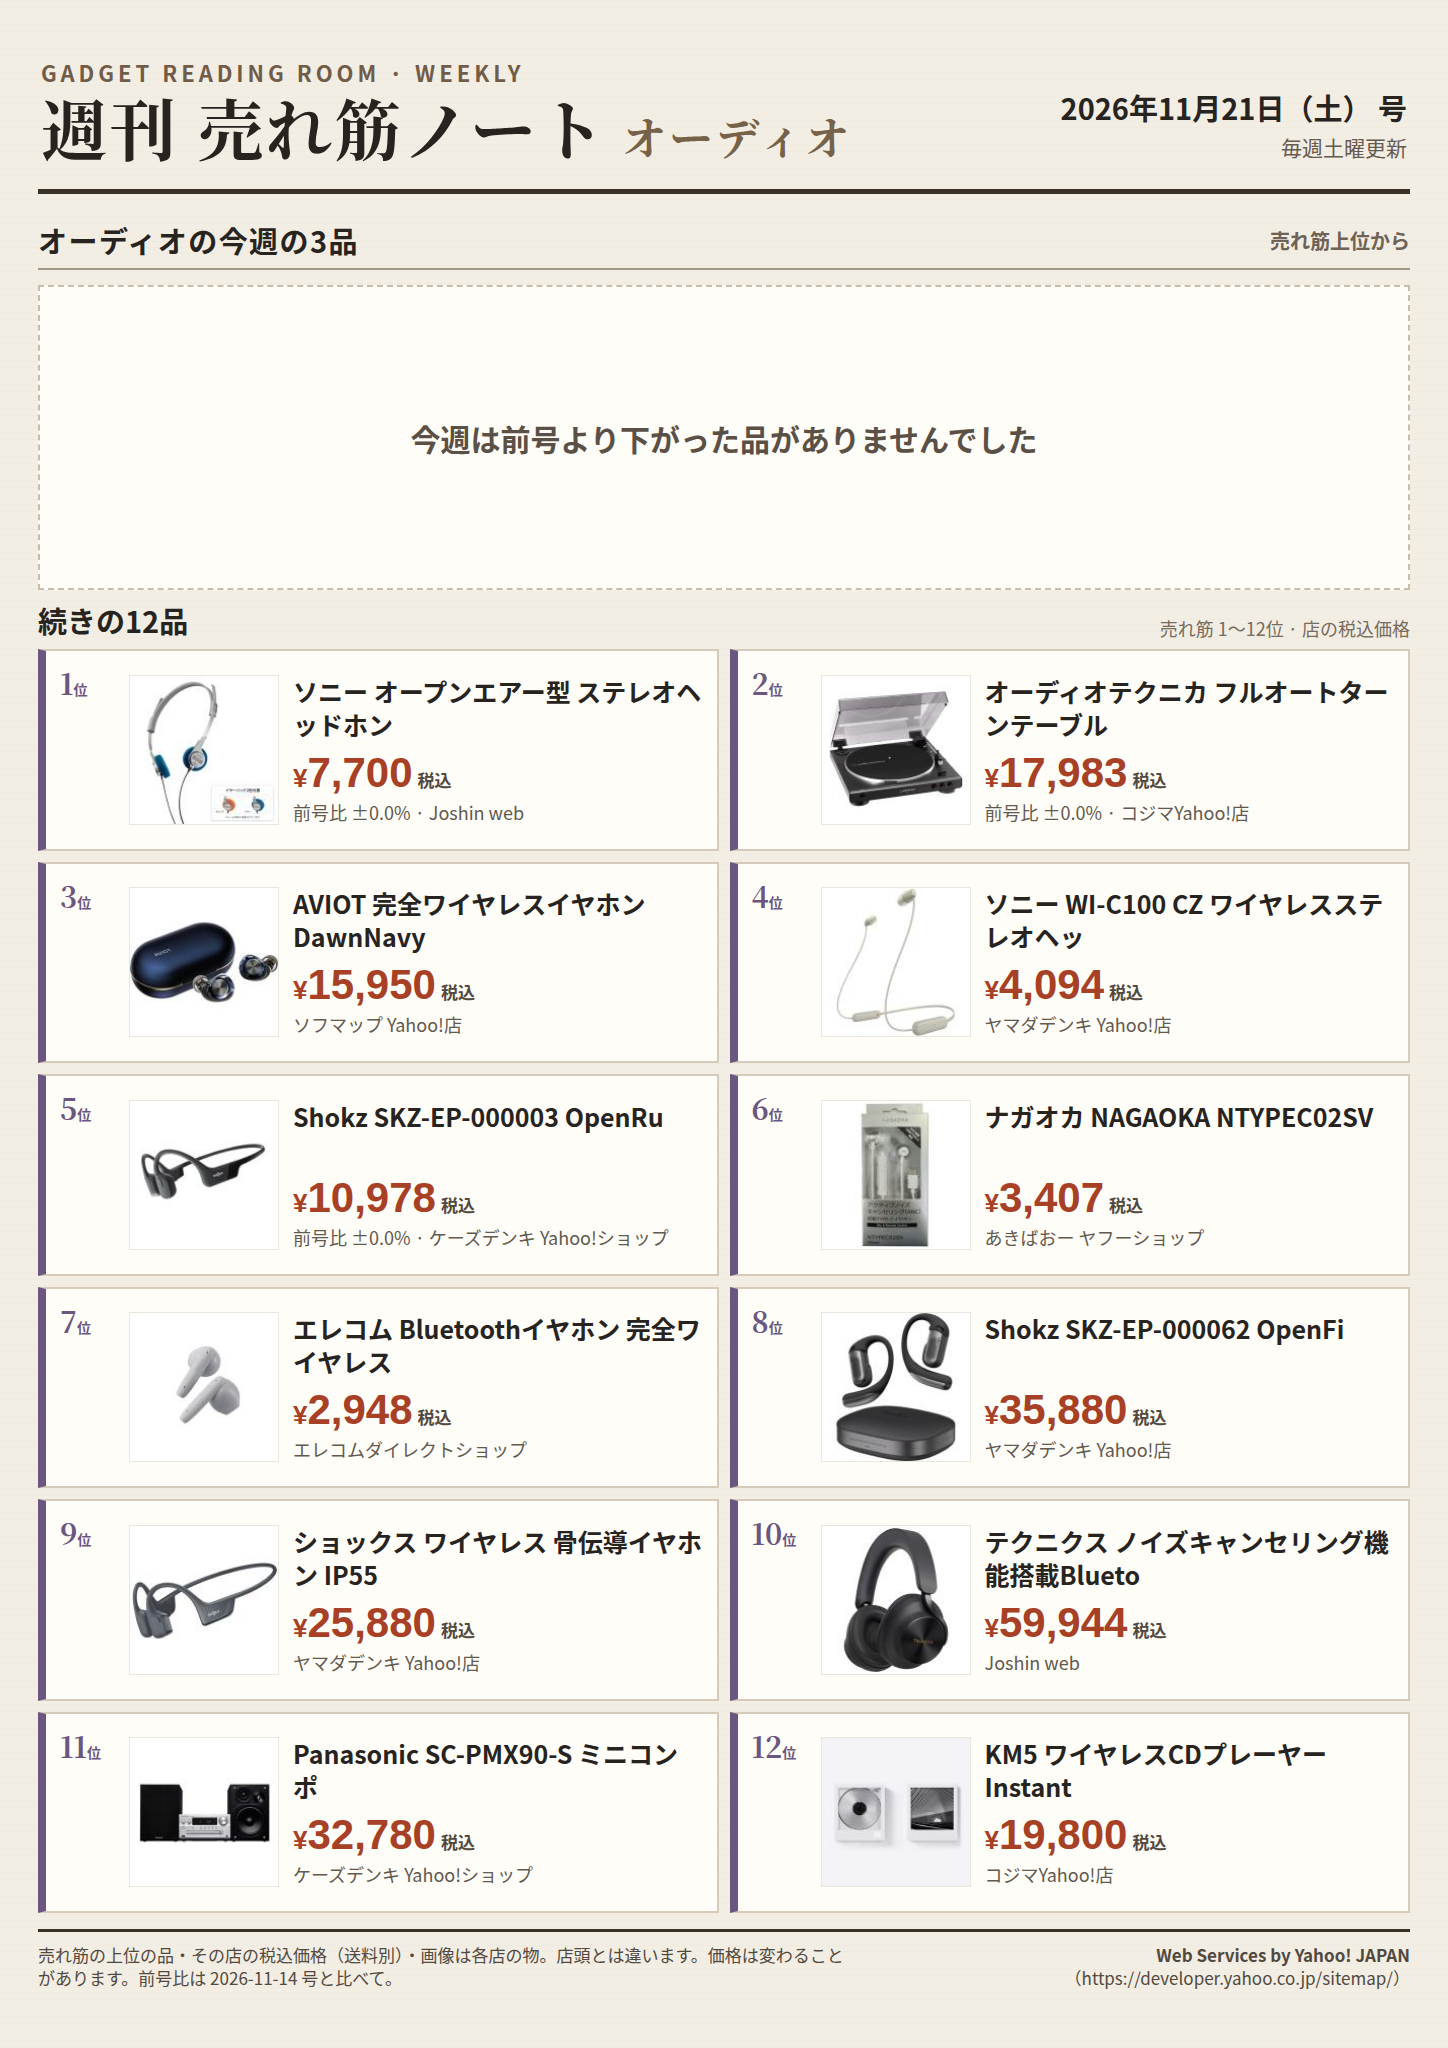 GADGET READING ROOM · WEEKLY
週刊 売れ筋ノート オーディオ
2026年11月21日（土） 号
毎週土曜更新
オーディオの今週の3品
売れ筋上位から
今週は前号より下がった品がありませんでした
続きの12品
売れ筋 1〜12位 · 店の税込価格
1位
ソニー オープンエアー型 ステレオヘ
ッドホン
¥7,700 税込
前号比 ±0.0% · Joshin web
2位
オーディオテクニカ フルオートター
ンテーブル
¥17,983 税込
前号比 ±0.0% · コジマYahoo!店
3位
AVIOT 完全ワイヤレスイヤホン
DawnNavy
¥15,950 税込
ソフマップ Yahoo!店
4位
ソニー WI-C100 CZ ワイヤレスステ
レオヘッ
¥4,094 税込
ヤマダデンキ Yahoo!店
5位
Shokz SKZ-EP-000003 OpenRu
¥10,978 税込
前号比 ±0.0% · ケーズデンキ Yahoo!ショップ
6位
ナガオカ NAGAOKA NTYPEC02SV
¥3,407 税込
あきばおー ヤフーショップ
7位
エレコム Bluetoothイヤホン 完全ワ
イヤレス
¥2,948 税込
エレコムダイレクトショップ
8位
Shokz SKZ-EP-000062 OpenFi
¥35,880 税込
ヤマダデンキ Yahoo!店
9位
ショックス ワイヤレス 骨伝導イヤホ
ン IP55
¥25,880 税込
ヤマダデンキ Yahoo!店
10位
テクニクス ノイズキャンセリング機
能搭載Blueto
¥59,944 税込
Joshin web
11位
Panasonic SC-PMX90-S ミニコン
ポ
¥32,780 税込
ケーズデンキ Yahoo!ショップ
12位
KM5 ワイヤレスCDプレーヤー
Instant
¥19,800 税込
コジマYahoo!店
売れ筋の上位の品・その店の税込価格（送料別）・画像は各店の物。店頭とは違います。価格は変わること
があります。前号比は 2026-11-14 号と比べて。
Web Services by Yahoo! JAPAN
（https://developer.yahoo.co.jp/sitemap/）